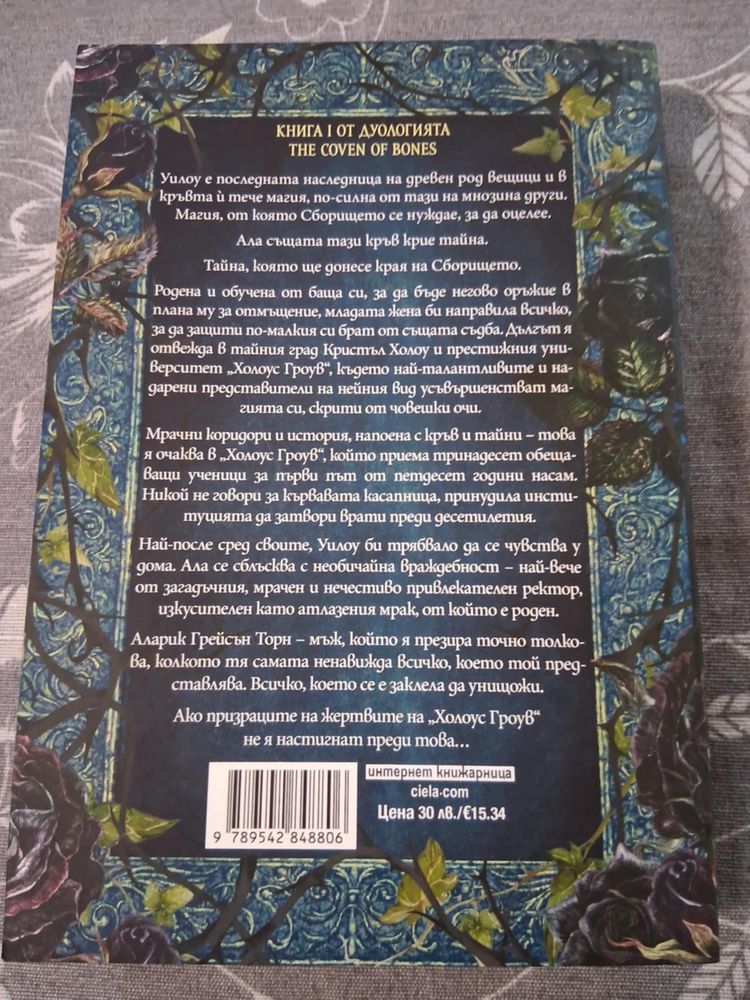 КНИГА I ОТ ДУОЛОГИЯТА
THE COVEN OF BONES
Уилоу е последната наследница на древен род вещици и в
кръвта ѝ тече магия, по-силна от тази на мнозина други.
Магия, от която Сборището се нуждае, за да оцелее.
Ала същата тази кръв крие тайна.
Тайна, която ще донесе края на Сборището.
Родена и обучена от баща си, за да бъде негово оръжие в
плана му за отмъщение, младата жена би направила всичко,
за да защити по-малкия си брат от същата съдба. Дългът я
отвежда в тайния град Кристъл Холоу и престижния уни-
верситет „Холоус Гроув“, където най-талантливите и на-
дарени представители на нейния вид усъвършенстват ма-
гията си, скрити от човешки очи.
Мрачни коридори и история, напоена с кръв и тайни – това
я очаква в „Холоус Гроув“, който приема тринадесет обеща-
ващи ученици за първи път от петдесет години насам.
Никой не говори за кървавата касапница, принудила инсти-
туцията да затвори врати преди десетилетия.
Най-после сред своите, Уилоу би трябвало да се чувства у
дома. Ала се сблъсква с необичайна враждебност – най-вече
от загадъчния, мрачен и нечестиво привлекателен ректор,
изкусителен като атлазения мрак, от който е роден.
Аларик Грейсън Торн – мъж, който я презира точно толко-
ва, колкото тя самата ненавижда всичко, което той пред-
ставлява. Всичко, което се е заклела да унищожи.
Ако призраците на жертвите на „Холоус Гроув“
не я настигнат преди това...
интернет книжарница
ciela.com
Цена 30 лв./€15.34
9 789542 848806